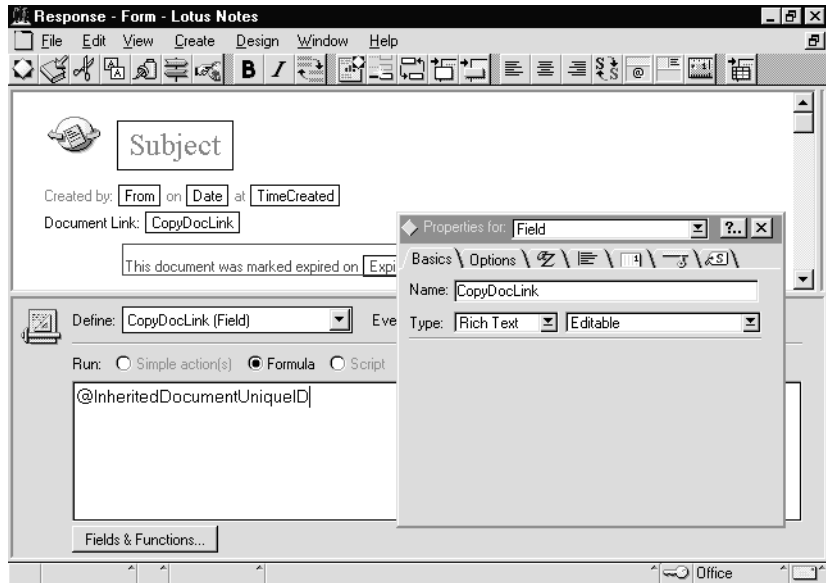 Response - Form - Lotus Notes
File Edit View Create Design Window Help
B I @
Subject
Created by: From on Date at TimeCreated
Document Link: CopyDocLink
This document was marked expired on Expi
Properties for: Field ?..
Basics Options
Name: CopyDocLink
Type: Rich Text Editable
Define: CopyDocLink (Field) Eve
Run: Simple action(s) Formula Script
@InheritedDocumentUniqueID
Fields & Functions...
Office